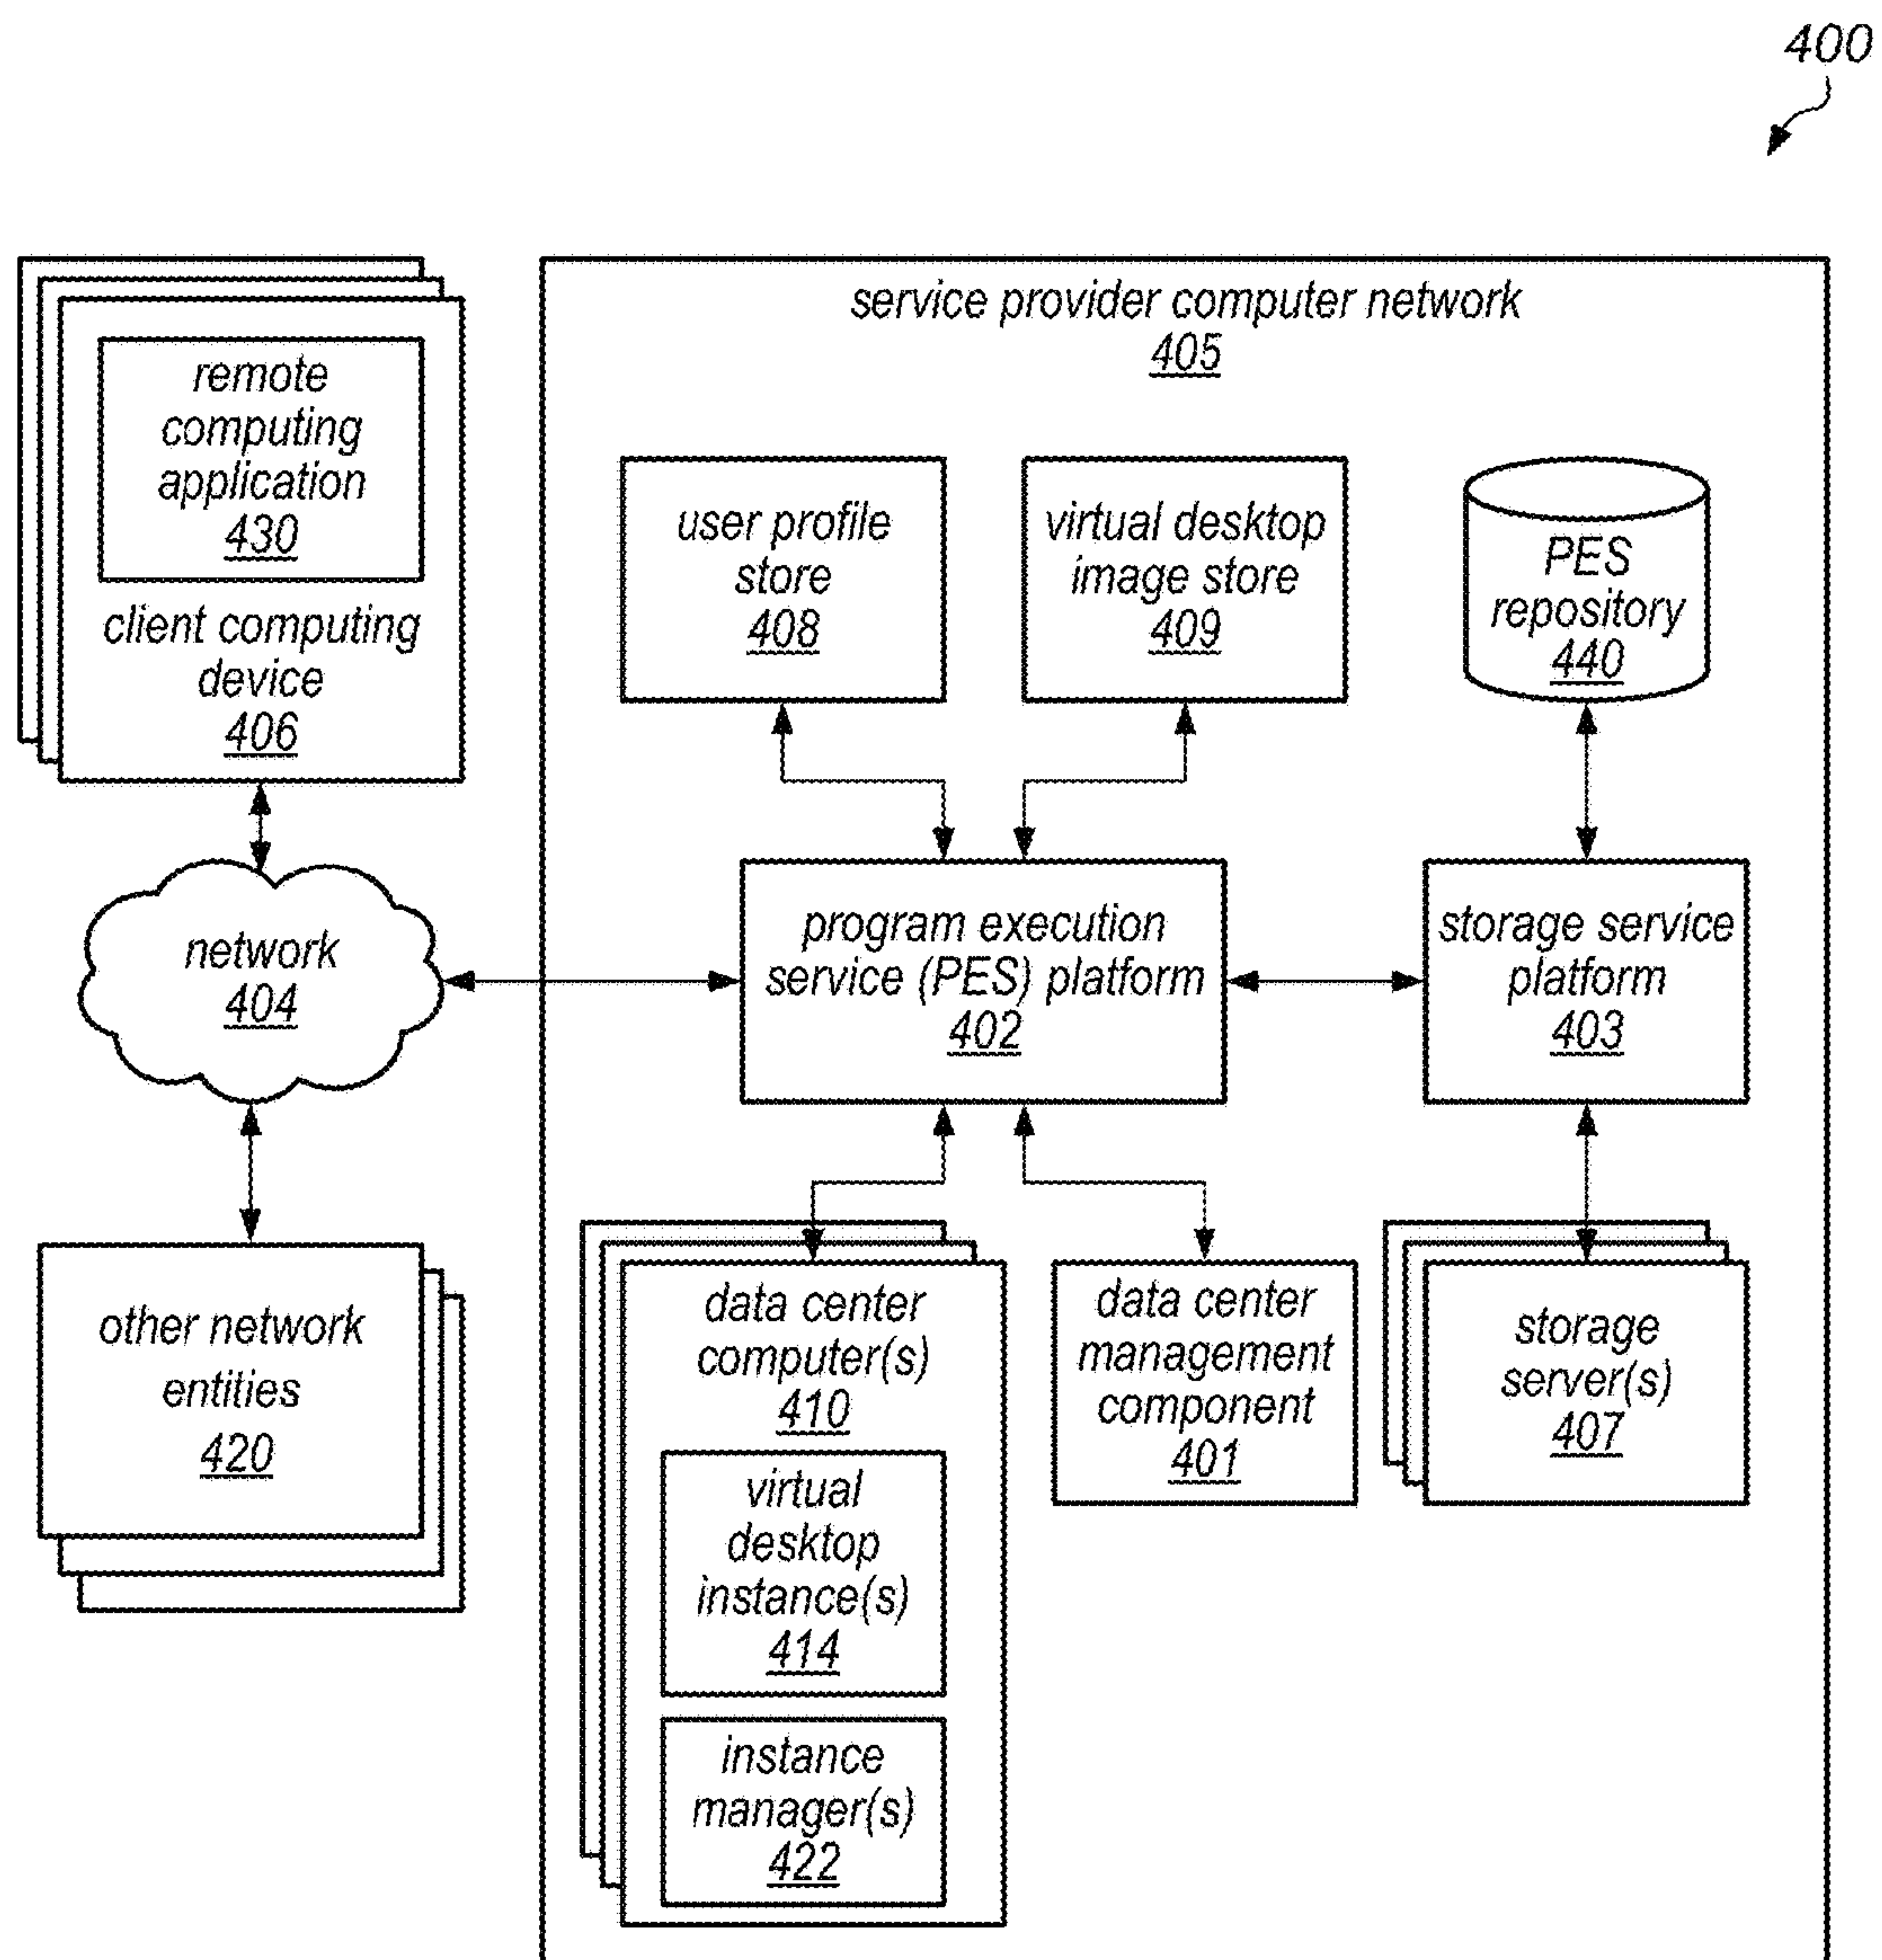 400
remote
computing
application
430
client computing
device
406
network
404
other network
entities
420
service provider computer network
405
user profile
store
408
virtual desktop
image store
409
PES
repository
440
program execution
service (PES) platform
402
storage service
platform
403
data center
computer(s)
410
virtual
desktop
instance(s)
414
instance
manager(s)
422
data center
management
component
401
storage
server(s)
407